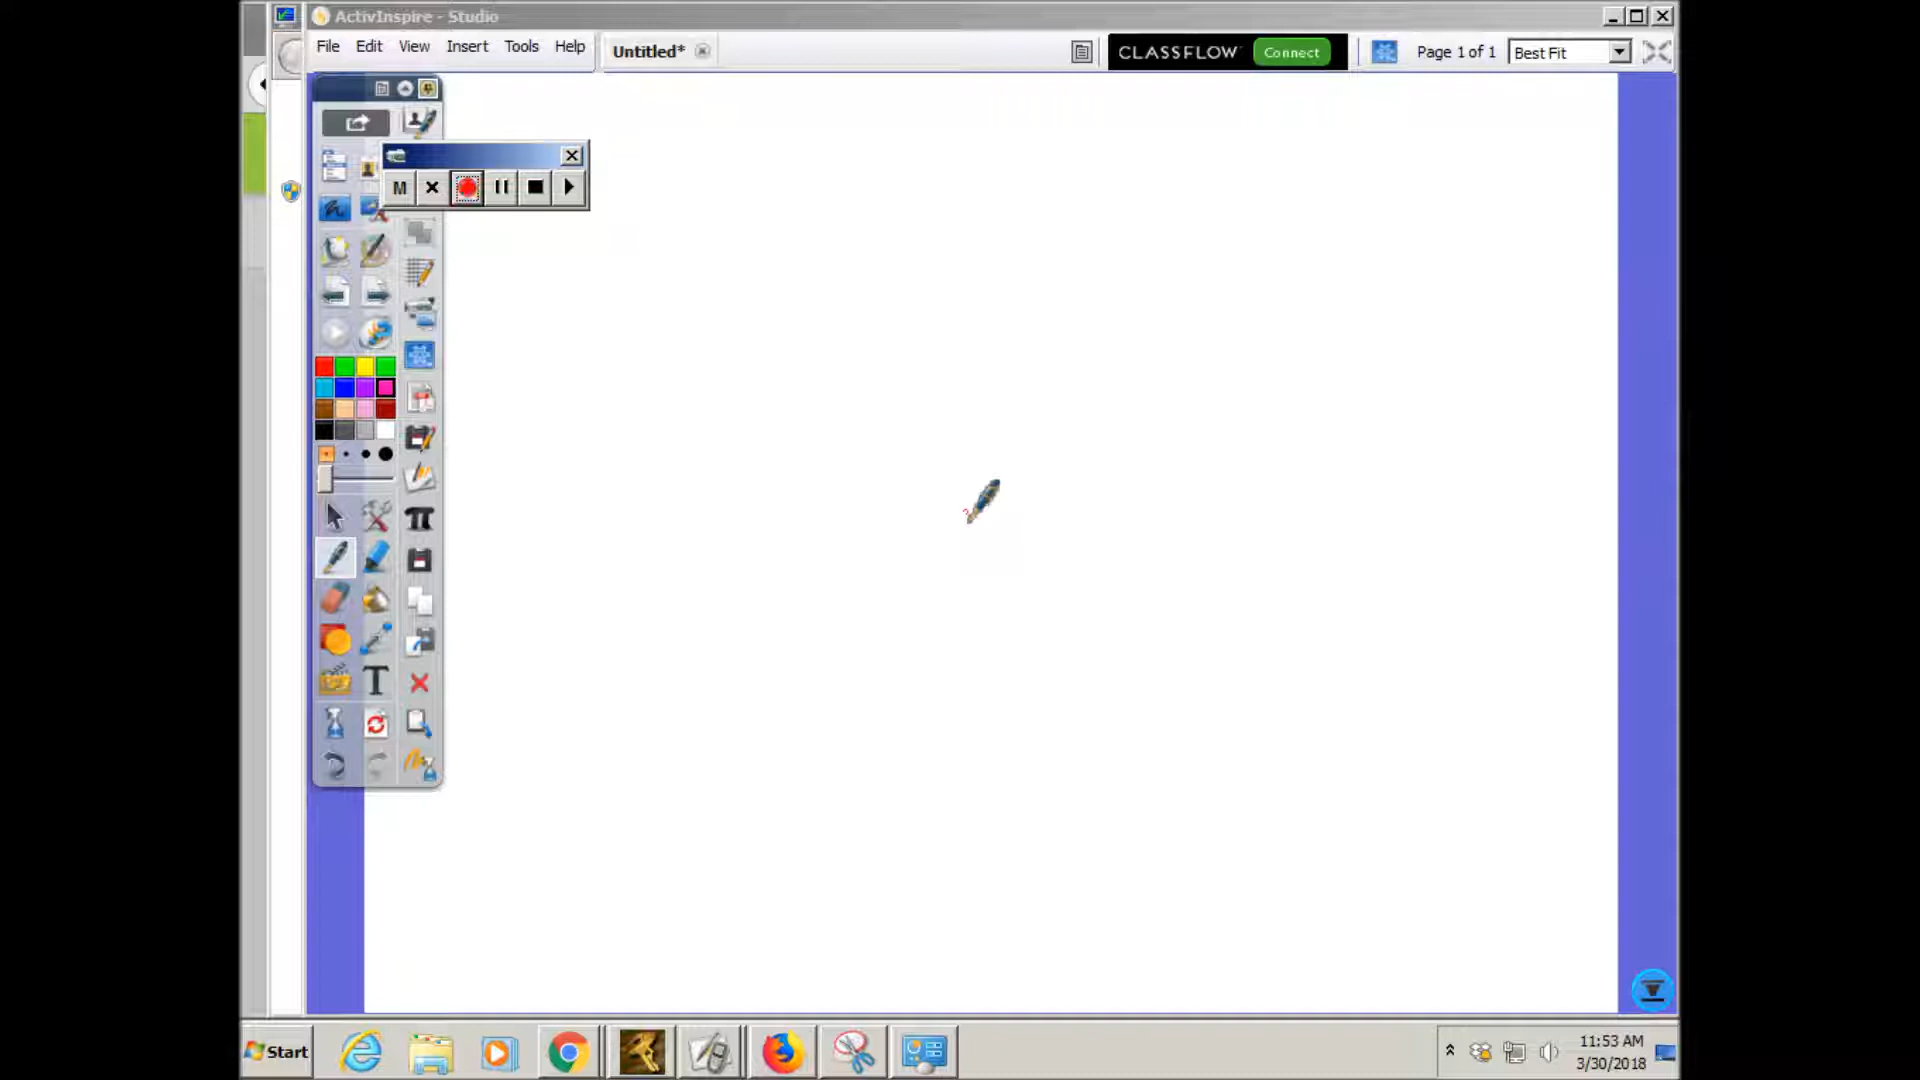 ActivInspire - Studio
File Edit View Insert Tools Help
Untitled*
CLASSFLOW Connect
Page 1 of 1
Best Fit
M
T
Start
11:53 AM
3/30/2018